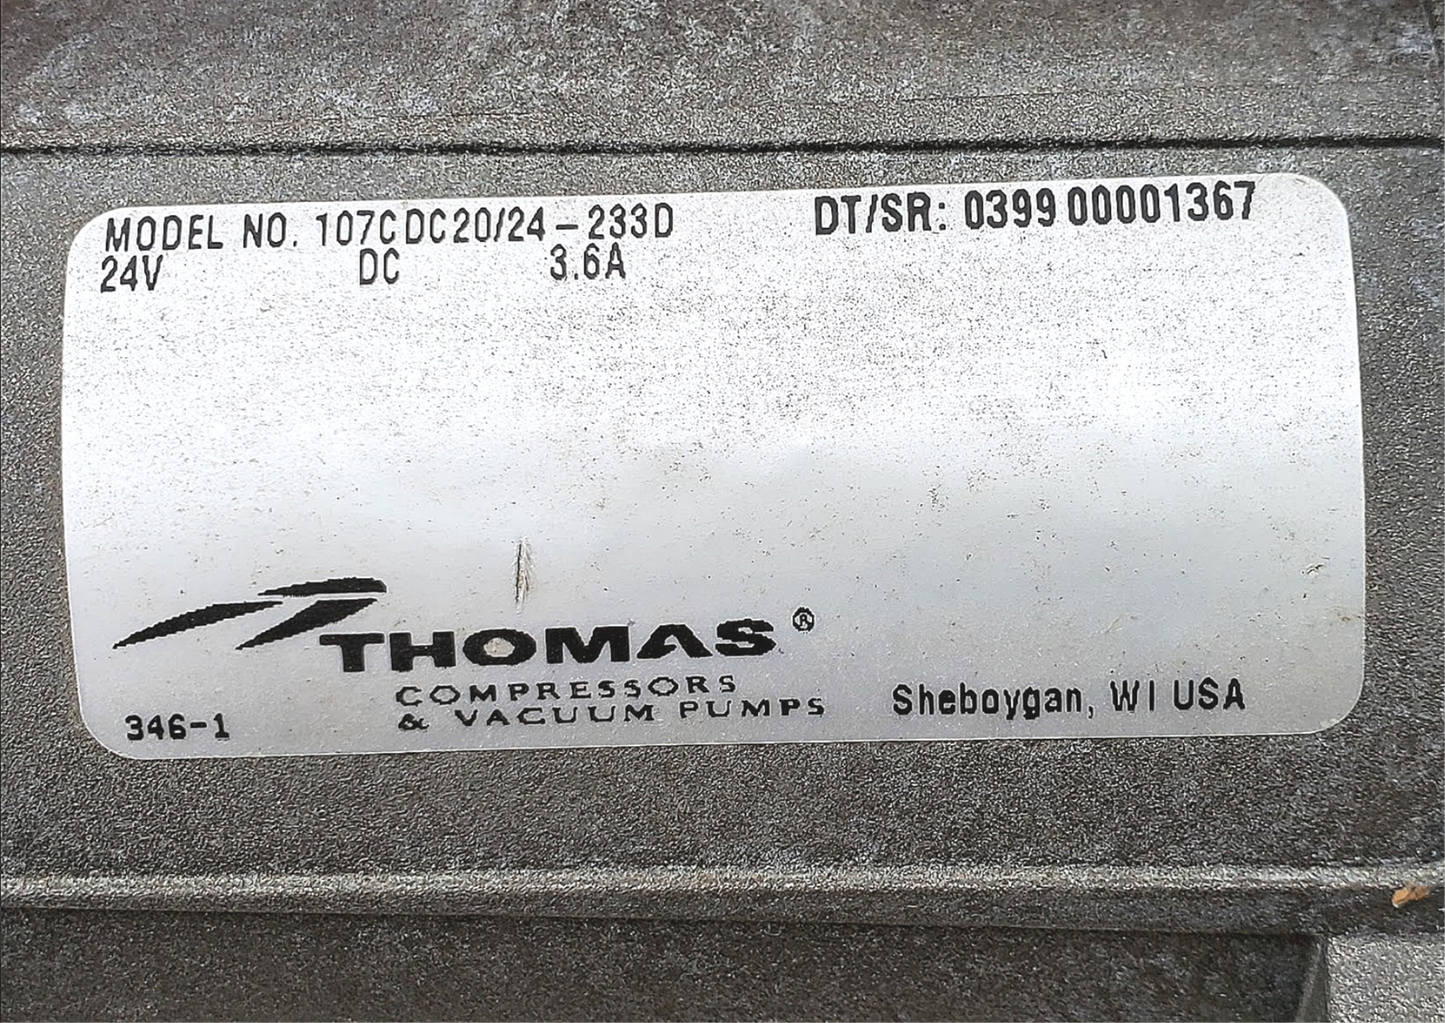 MODEL NO. 107CDC20/24-233D DT/SR: 0399 00001367
24V DC 3.6A
THOMAS®
COMPRESSORS
& VACUUM PUMPS
346-1
Sheboygan, WI USA